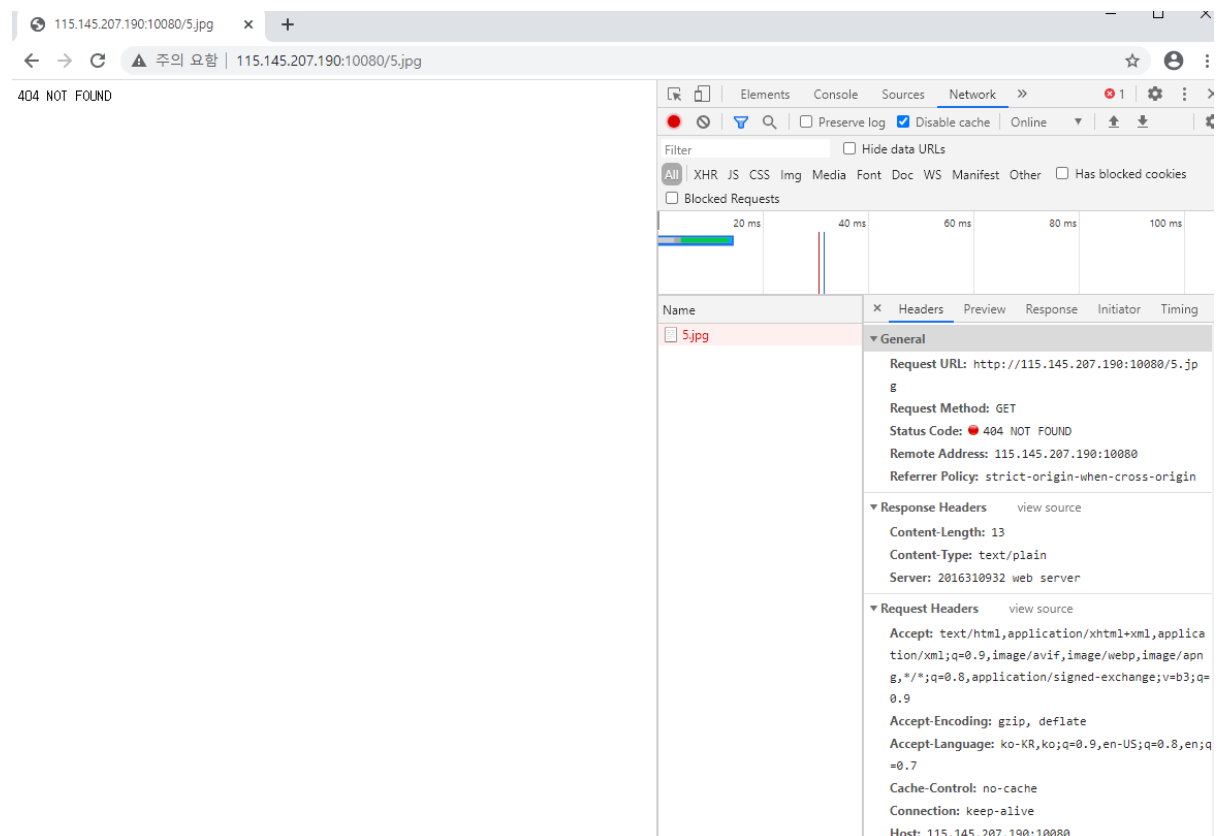 115.145.207.190:10080/5.jpg
주의 요함 | 115.145.207.190:10080/5.jpg
404 NOT FOUND
Elements Console Sources Network » 1
Preserve log Disable cache Online
Filter Hide data URLs
All XHR JS CSS Img Media Font Doc WS Manifest Other Has blocked cookies
Blocked Requests
20 ms 40 ms 60 ms 80 ms 100 ms
Name
5.jpg
× Headers Preview Response Initiator Timing
General
Request URL: http://115.145.207.190:10080/5.jp
g
Request Method: GET
Status Code: 404 NOT FOUND
Remote Address: 115.145.207.190:10080
Referrer Policy: strict-origin-when-cross-origin
Response Headers view source
Content-Length: 13
Content-Type: text/plain
Server: 2016310932 web server
Request Headers view source
Accept: text/html,application/xhtml+xml,applica
tion/xml;q=0.9,image/avif,image/webp,image/apn
g,*/*;q=0.8,application/signed-exchange;v=b3;q=
0.9
Accept-Encoding: gzip, deflate
Accept-Language: ko-KR,ko;q=0.9,en-US;q=0.8,en;q
=0.7
Cache-Control: no-cache
Connection: keep-alive
Host: 115.145.207.190:10080